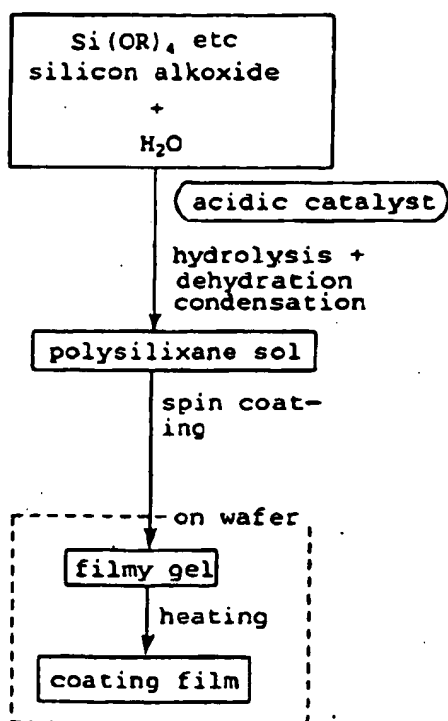 Si(OR)₄ etc
silicon alkoxide
+
H₂O
acidic catalyst
hydrolysis +
dehydration
condensation
polysilixane sol
spin coat-
ing
on wafer
filmy gel
heating
coating film